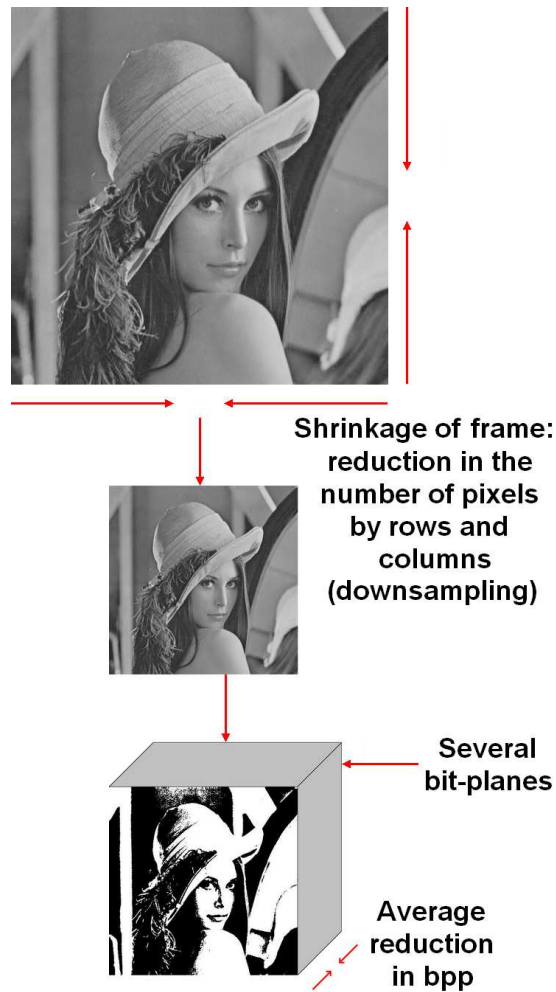 Shrinkage of frame:
reduction in the
number of pixels
by rows and
columns
(downsampling)
Several
bit-planes
Average
reduction
in bpp